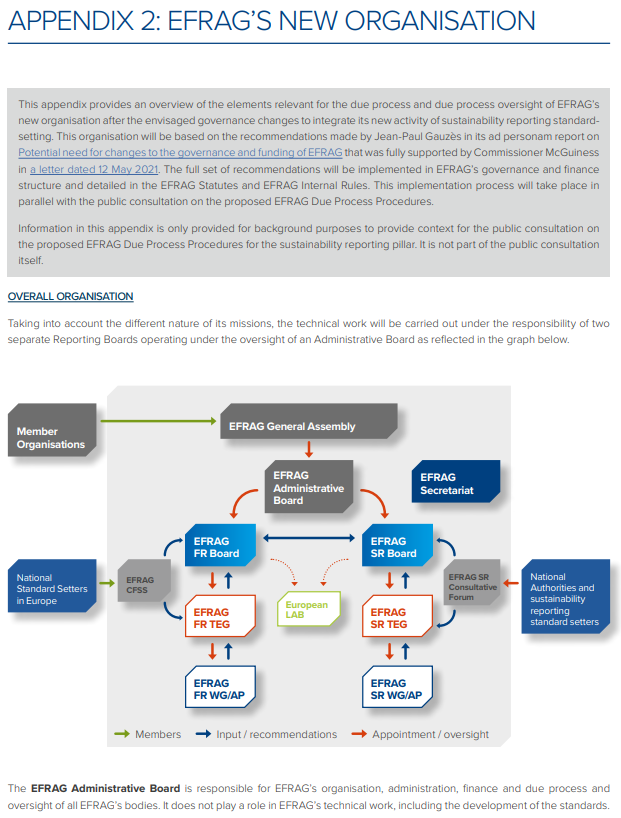 APPENDIX 2: EFRAG'S NEW ORGANISATION
This appendix provides an overview of the elements relevant for the due process and due process oversight of EFRAG's
new organisation after the envisaged governance changes to integrate its new activity of sustainability reporting standard-
setting. This organisation will be based on the recommendations made by Jean-Paul Gauzès in its ad personam report on
Potential need for changes to the governance and funding of EFRAG that was fully supported by Commissioner McGuiness
in a letter dated 12 May 2021. The full set of recommendations will be implemented in EFRAG's governance and finance
structure and detailed in the EFRAG Statutes and EFRAG Internal Rules. This implementation process will take place in
parallel with the public consultation on the proposed EFRAG Due Process Procedures.
Information in this appendix is only provided for background purposes to provide context for the public consultation on
the proposed EFRAG Due Process Procedures for the sustainability reporting pillar. It is not part of the public consultation
itself.
OVERALL ORGANISATION
Taking into account the different nature of its missions, the technical work will be carried out under the responsibility of two
separate Reporting Boards operating under the oversight of an Administrative Board as reflected in the graph below.
Member
Organisations
EFRAG General Assembly
EFRAG
Administrative
Board
EFRAG
Secretariat
EFRAG
FR Board
EFRAG
SR Board
National
Standard Setters
in Europe
EFRAG
CFSS
EFRAG SR
Consultative
Forum
National
Authorities and
sustainability
reporting
standard setters
European
LAB
EFRAG
FR TEG
EFRAG
SR TEG
EFRAG
FR WG/AP
EFRAG
SR WG/AP
Members
Input / recommendations
Appointment / oversight
The EFRAG Administrative Board is responsible for EFRAG's organisation, administration, finance and due process and
oversight of all EFRAG's bodies. It does not play a role in EFRAG's technical work, including the development of the standards.